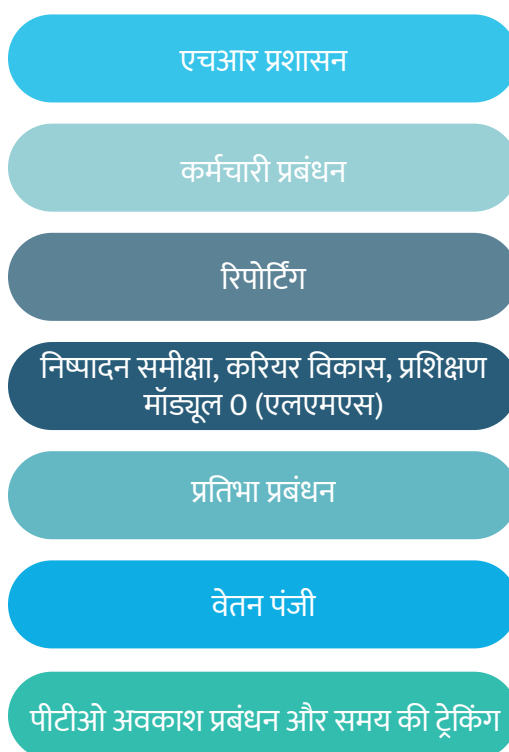 एचआर प्रशासन
कर्मचारी प्रबंधन
रिपोर्टिंग
निष्पादन समीक्षा, करियर विकास, प्रशिक्षण
मॉड्यूल 0 (एलएमएस)
प्रतिभा प्रबंधन
वेतन पंजी
पीटीओ अवकाश प्रबंधन और समय की ट्रेकिंग